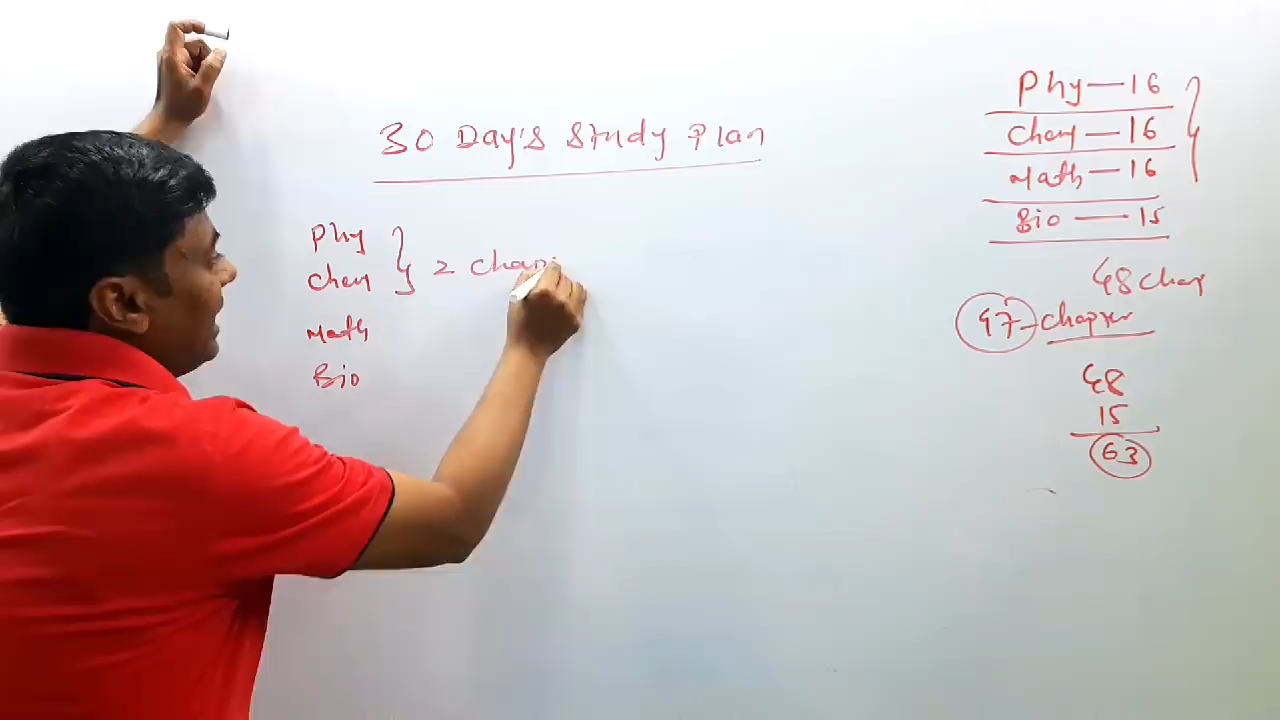 30 Day's Study Plan
Phy
Chem
2 Chap
Math
Bio
Phy — 16
Chem — 16
Math — 16
Bio — 15
48 Chap
47 - Chapter
48
15
63